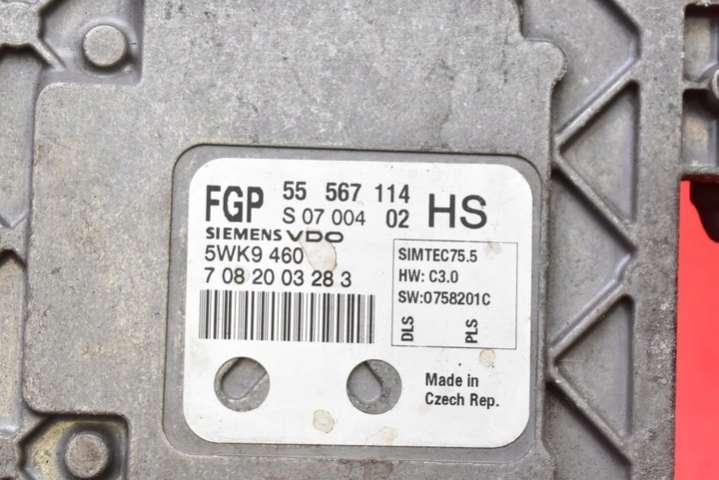 FGP 55 567 114 HS
S 07 004 02
SIEMENS VDO
5WK9 460
7 08 20 03 28 3
SIMTEC75.5
HW: C3.0
SW:0758201C
DLS PLS
Made in
Czech Rep.